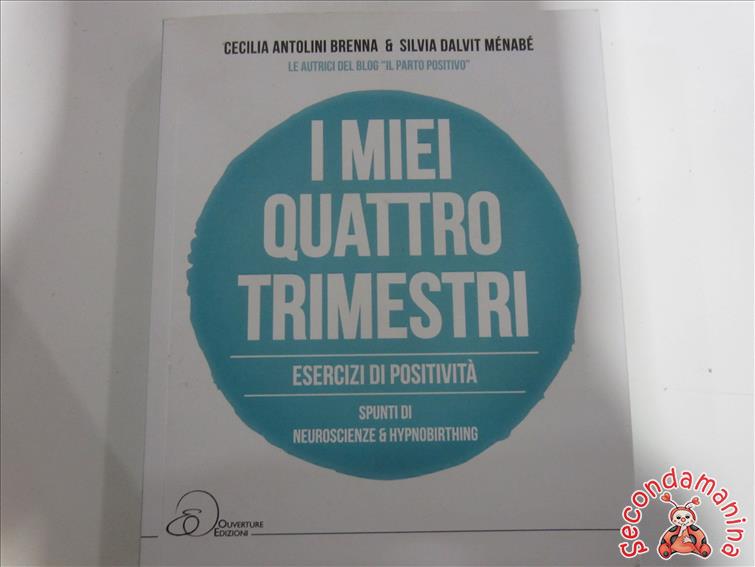 CECILIA ANTOLINI BRENNA & SILVIA DALVIT MÉNABÉ
LE AUTRICI DEL BLOG "IL PARTO POSITIVO"
I MIEI
QUATTRO
TRIMESTRI
ESERCIZI DI POSITIVITÀ
SPUNTI DI
NEUROSCIENZE & HYPNOBIRTHING
OUVERTURE
EDIZIONI
secondamanina